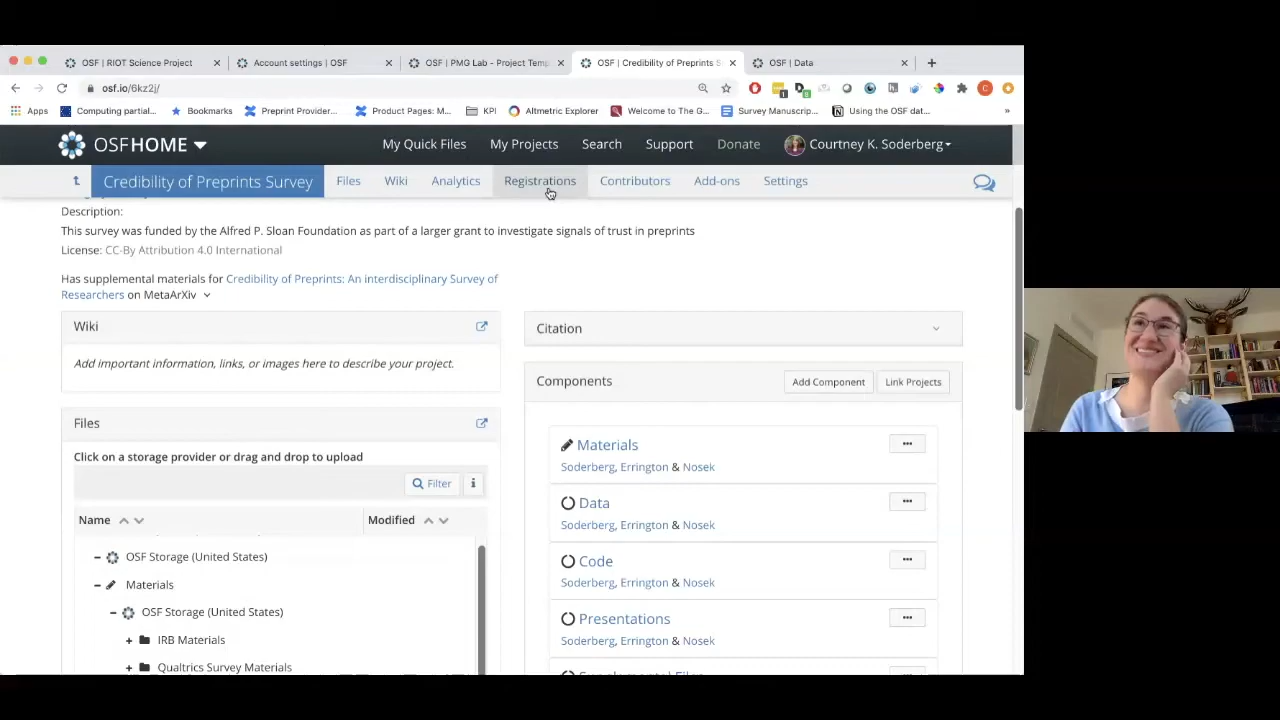 OSF | RIOT Science Project
Account settings | OSF
OSF | PMG Lab - Project Temp
OSF | Credibility of Preprints S
OSF | Data
osf.io/6kz2j/
Apps
Computing partial...
Bookmarks
Preprint Provider...
Product Pages: M...
KPI
Altmetric Explorer
Welcome to The G...
Survey Manuscrip...
Using the OSF dat...
OSFHOME
My Quick Files
My Projects
Search
Support
Donate
Courtney K. Soderberg
Credibility of Preprints Survey
Files
Wiki
Analytics
Registrations
Contributors
Add-ons
Settings
Description:
This survey was funded by the Alfred P. Sloan Foundation as part of a larger grant to investigate signals of trust in preprints
License: CC-By Attribution 4.0 International
Has supplemental materials for Credibility of Preprints: An interdisciplinary Survey of
Researchers on MetaArXiv
Wiki
Add important information, links, or images here to describe your project.
Files
Click on a storage provider or drag and drop to upload
Filter
Name
Modified
OSF Storage (United States)
Materials
OSF Storage (United States)
IRB Materials
Qualtrics Survey Materials
Citation
Components
Add Component
Link Projects
Materials
Soderberg, Errington & Nosek
Data
Soderberg, Errington & Nosek
Code
Soderberg, Errington & Nosek
Presentations
Soderberg, Errington & Nosek